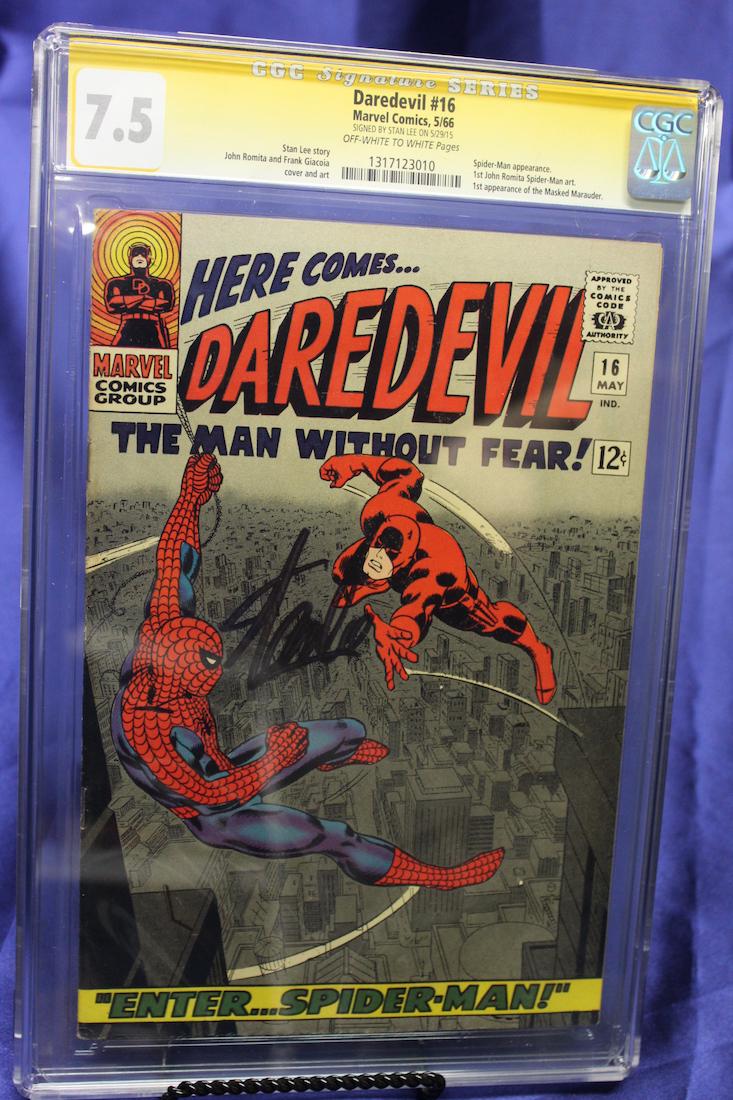 CGC Signature SERIES
7.5
Daredevil #16
Marvel Comics, 5/66
SIGNED BY STAN LEE ON 5/29/15
OFF-WHITE TO WHITE Pages
Stan Lee story
John Romita and Frank Giacoia
cover and art
1317123010
Spider-Man appearance.
1st John Romita Spider-Man art.
1st appearance of the Masked Marauder.
CGC
DD
MARVEL
COMICS
GROUP
HERE COMES...
DAREDEVIL
THE MAN WITHOUT FEAR!
APPROVED
BY THE
COMICS
CODE
AUTHORITY
16
MAY
IND.
12¢
Stan Lee
"ENTER...SPIDER-MAN!"